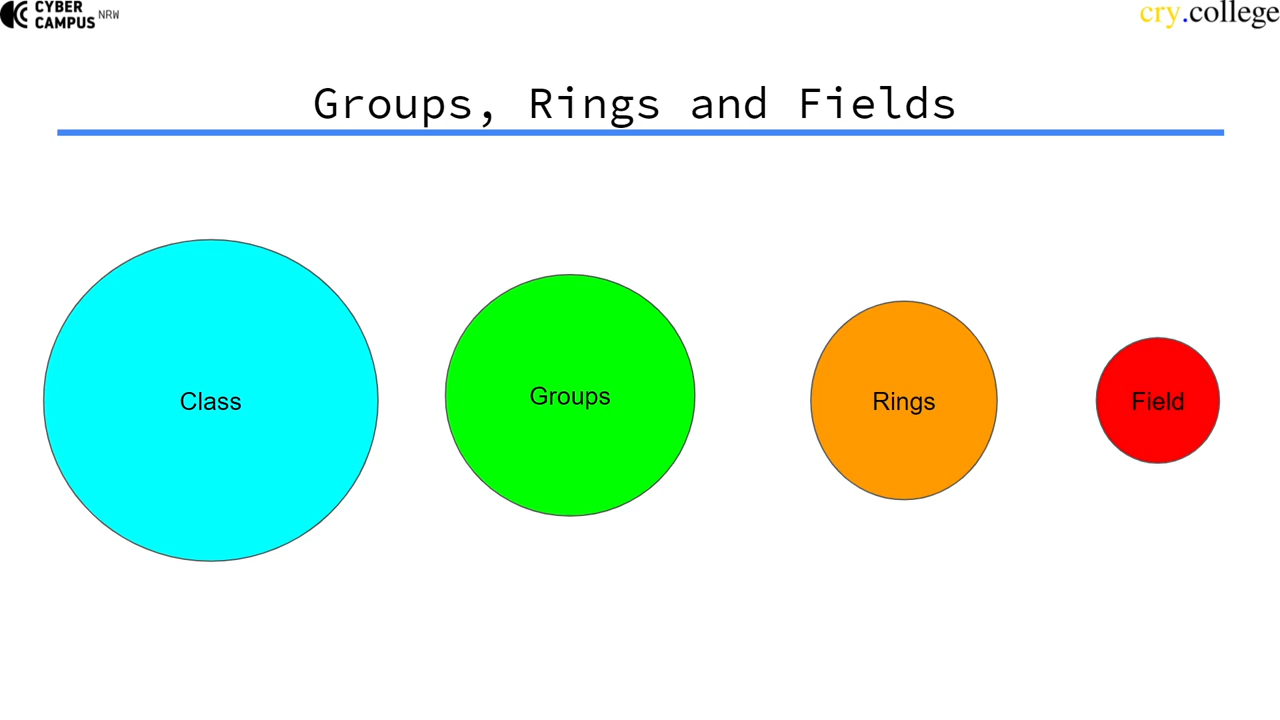 CYBER
CAMPUS NRW
cry.college
Groups, Rings and Fields
Class
Groups
Rings
Field